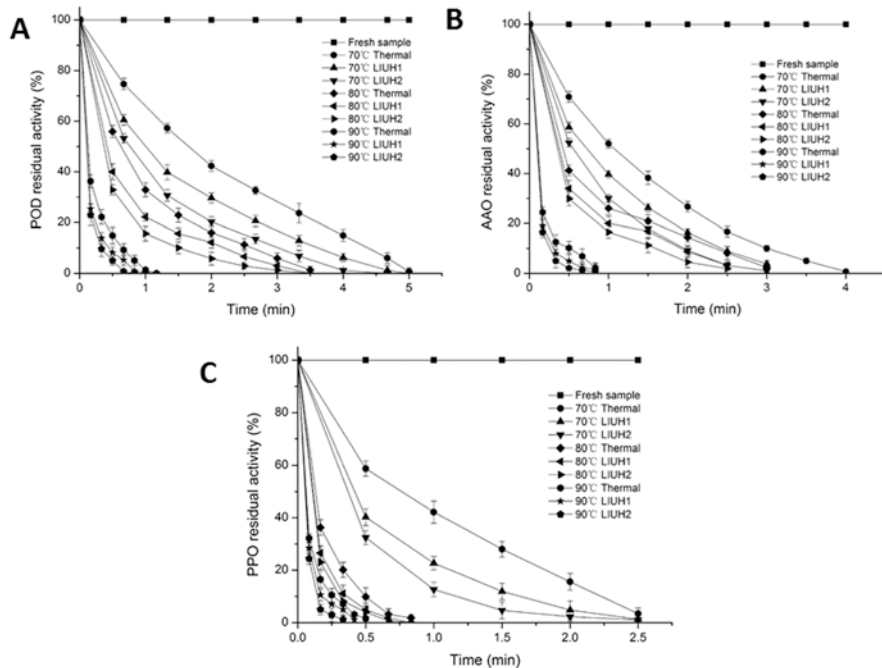 A
POD residual activity (%)
100
80
60
40
20
0
0 1 2 3 4 5
Time (min)
Fresh sample
70℃ Thermal
70℃ LIUH1
70℃ LIUH2
80℃ Thermal
80℃ LIUH1
80℃ LIUH2
90℃ Thermal
90℃ LIUH1
90℃ LIUH2
B
AAO residual activity (%)
100
80
60
40
20
0
0 1 2 3 4
Time (min)
Fresh sample
70℃ Thermal
70℃ LIUH1
70℃ LIUH2
80℃ Thermal
80℃ LIUH1
80℃ LIUH2
90℃ Thermal
90℃ LIUH1
90℃ LIUH2
C
PPO residual activity (%)
100
80
60
40
20
0
0.0 0.5 1.0 1.5 2.0 2.5
Time (min)
Fresh sample
70℃ Thermal
70℃ LIUH1
70℃ LIUH2
80℃ Thermal
80℃ LIUH1
80℃ LIUH2
90℃ Thermal
90℃ LIUH1
90℃ LIUH2